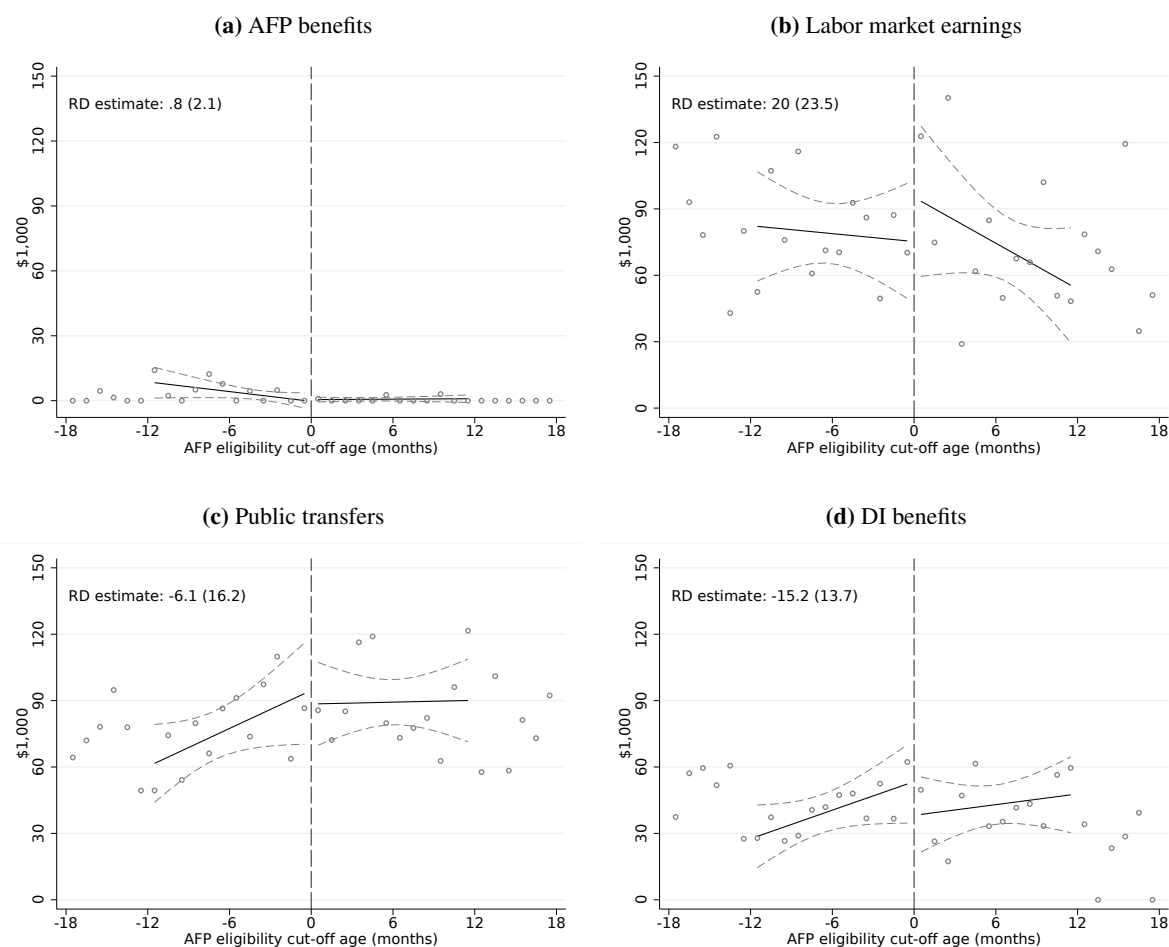 (a) AFP benefits
150
120
90
60
30
0
$1,000
RD estimate: .8 (2.1)
-18 -12 -6 0 6 12 18
AFP eligibility cut-off age (months)
(b) Labor market earnings
150
120
90
60
30
0
$1,000
RD estimate: 20 (23.5)
-18 -12 -6 0 6 12 18
AFP eligibility cut-off age (months)
(c) Public transfers
150
120
90
60
30
0
$1,000
RD estimate: -6.1 (16.2)
-18 -12 -6 0 6 12 18
AFP eligibility cut-off age (months)
(d) DI benefits
150
120
90
60
30
0
$1,000
RD estimate: -15.2 (13.7)
-18 -12 -6 0 6 12 18
AFP eligibility cut-off age (months)